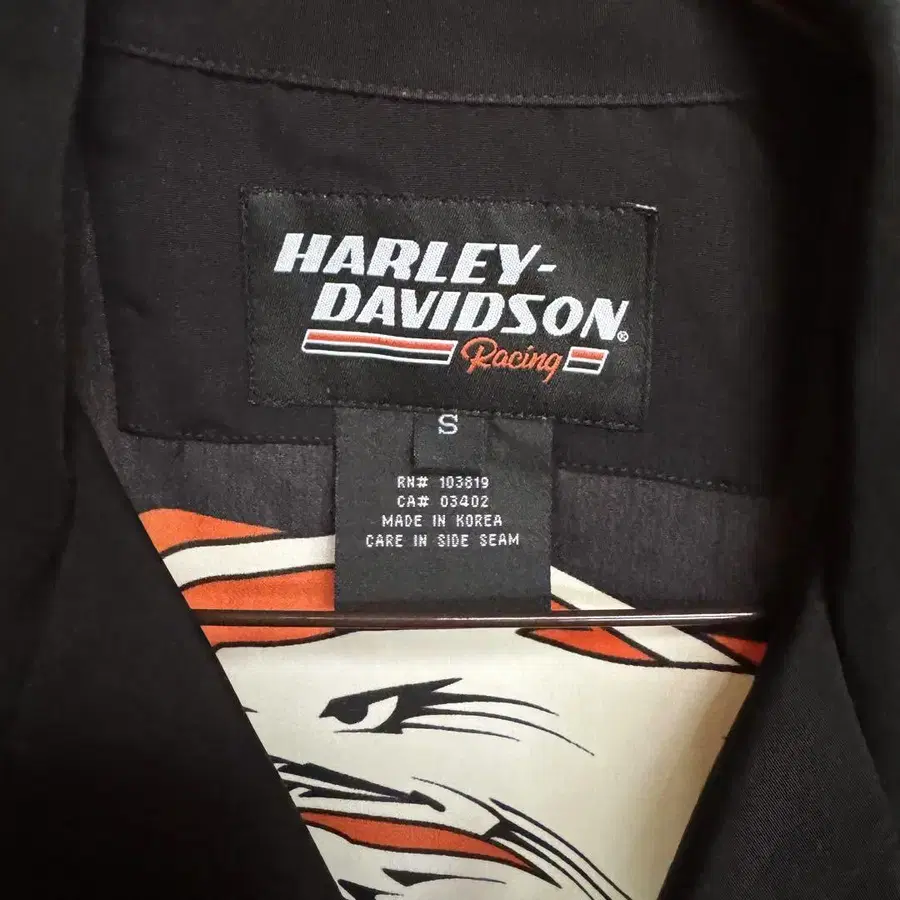 HARLEY-
DAVIDSON®
Racing
S
RN# 103819
CA# 03402
MADE IN KOREA
CARE IN SIDE SEAM